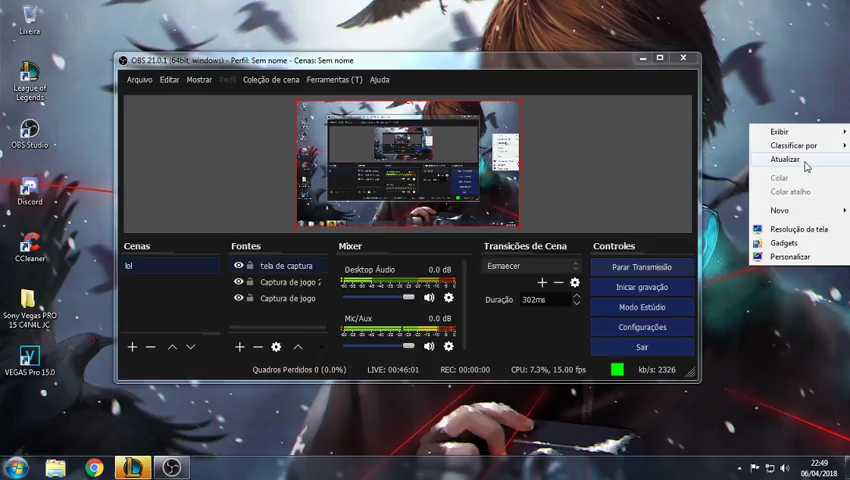 Lixeira
League of
Legends
OBS Studio
Discord
CCleaner
Sony Vegas PRO
15 C4N4L JC
VEGAS Pro 15.0
OBS 21.0.1 (64bit, windows) - Perfil: Sem nome - Cenas: Sem nome
Arquivo Editar Mostrar Perfil Coleção de cena Ferramentas (T) Ajuda
Cenas
lol
Fontes
tela de captura
Captura de jogo 2
Captura de jogo
Mixer
Desktop Áudio 0.0 dB
Mic/Aux 0.0 dB
Transições de Cena
Esmaecer
Duração 302ms
Controles
Parar Transmissão
Iniciar gravação
Modo Estúdio
Configurações
Sair
Quadros Perdidos 0 (0.0%) LIVE: 00:46:01 REC: 00:00:00 CPU: 7.3%, 15.00 fps kb/s: 2326
Exibir
Classificar por
Atualizar
Colar
Colar atalho
Novo
Resolução da tela
Gadgets
Personalizar
22:49
06/04/2018